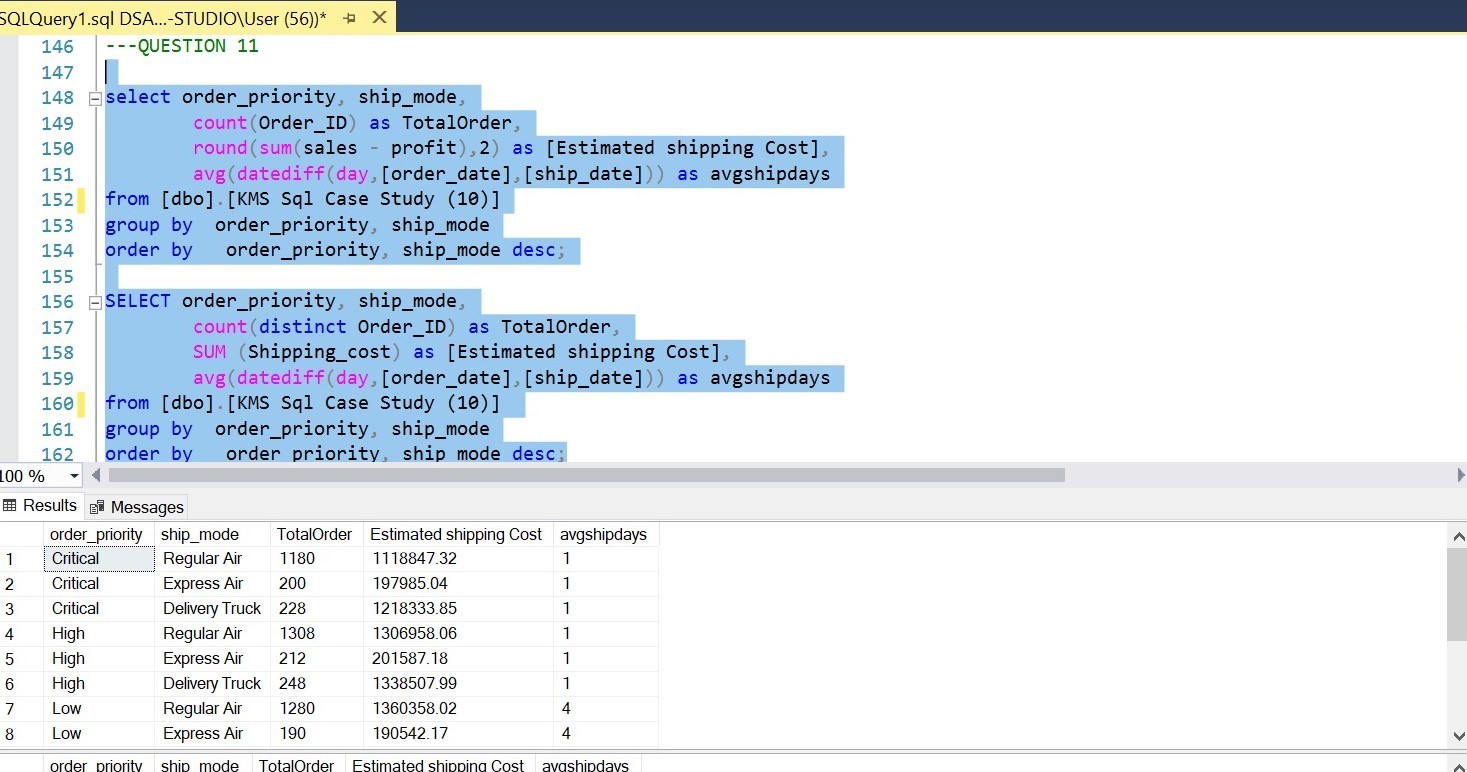 SQLQuery1.sql DSA...-STUDIO\User (56))*
146 ---QUESTION 11
147
148 select order_priority, ship_mode,
149 count(Order_ID) as TotalOrder,
150 round(sum(sales - profit),2) as [Estimated shipping Cost],
151 avg(datediff(day,[order_date],[ship_date])) as avgshipdays
152 from [dbo].[KMS Sql Case Study (10)]
153 group by  order_priority, ship_mode
154 order by   order_priority, ship_mode desc;
155
156 SELECT order_priority, ship_mode,
157 count(distinct Order_ID) as TotalOrder,
158 SUM (Shipping_cost) as [Estimated shipping Cost],
159 avg(datediff(day,[order_date],[ship_date])) as avgshipdays
160 from [dbo].[KMS Sql Case Study (10)]
161 group by  order_priority, ship_mode
162 order by   order_priority, ship_mode desc;
100 %
Results Messages
order_priority ship_mode TotalOrder Estimated shipping Cost avgshipdays
1 Critical Regular Air 1180 1118847.32 1
2 Critical Express Air 200 197985.04 1
3 Critical Delivery Truck 228 1218333.85 1
4 High Regular Air 1308 1306958.06 1
5 High Express Air 212 201587.18 1
6 High Delivery Truck 248 1338507.99 1
7 Low Regular Air 1280 1360358.02 4
8 Low Express Air 190 190542.17 4
order_priority ship_mode TotalOrder Estimated shipping Cost avgshipdays